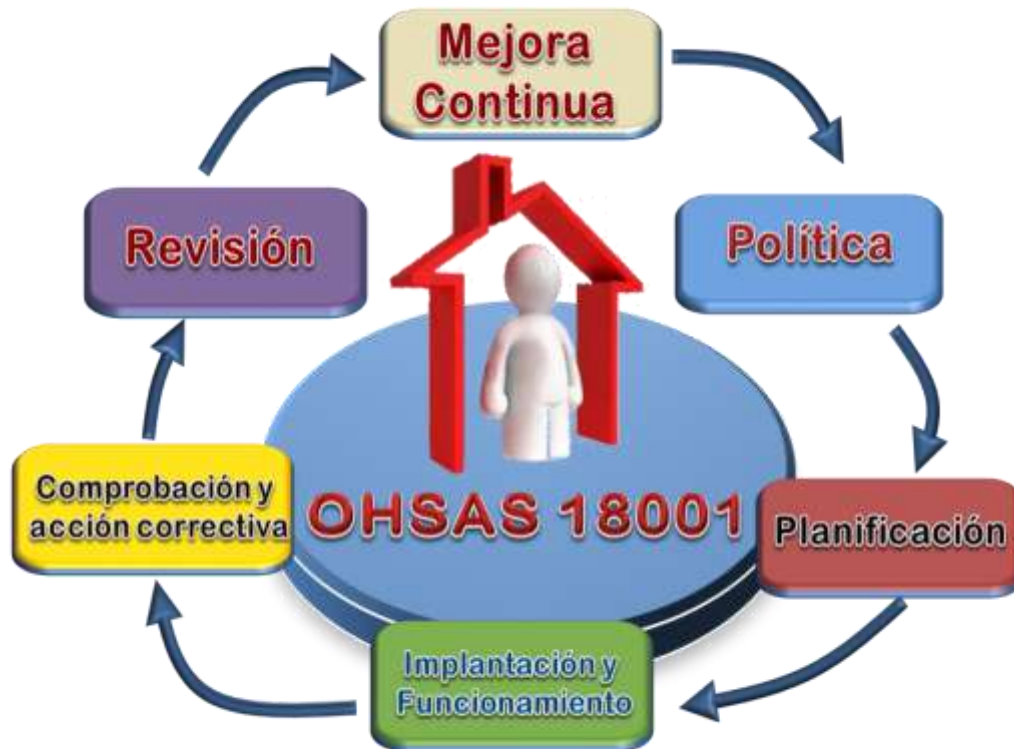 Mejora
Continua
Política
Planificación
Implantación y
Funcionamiento
Comprobación y
acción correctiva
Revisión
OHSAS 18001